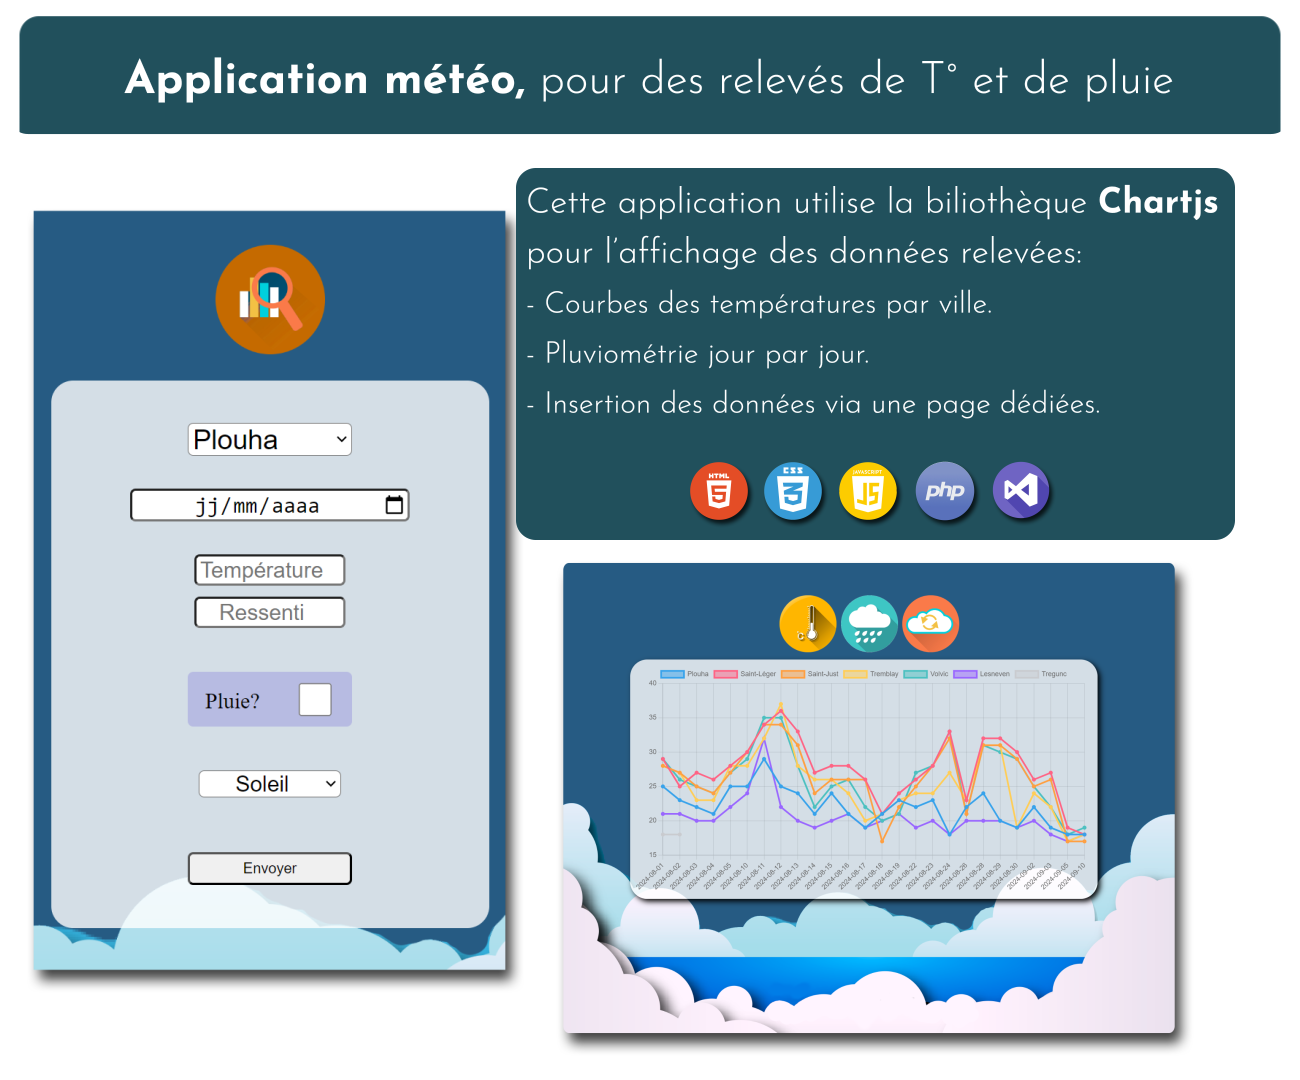 Application météo, pour des relevés de T° et de pluie
Cette application utilise la biliothèque Chartjs
pour l'affichage des données relevées:
- Courbes des températures par ville.
- Pluviométrie jour par jour.
- Insertion des données via une page dédiées.
HTML
5
CSS
3
JAVASCRIPT
JS
php
Plouha
jj/mm/aaaa
Température
Ressenti
Pluie?
Soleil
Envoyer
°C
Plouha Saint-Léger Saint-Just Tremblay Volvic Lesneven Tregunc
40
35
30
25
20
15
2024-08-01 2024-08-02 2024-08-03 2024-08-04 2024-08-05 2024-08-10 2024-08-11 2024-08-12 2024-08-13 2024-08-14 2024-08-15 2024-08-16 2024-08-17 2024-08-18 2024-08-19 2024-08-22 2024-08-23 2024-08-24 2024-08-26 2024-08-28 2024-08-29 2024-08-30 2024-09-02 2024-09-03 2024-09-05 2024-09-10